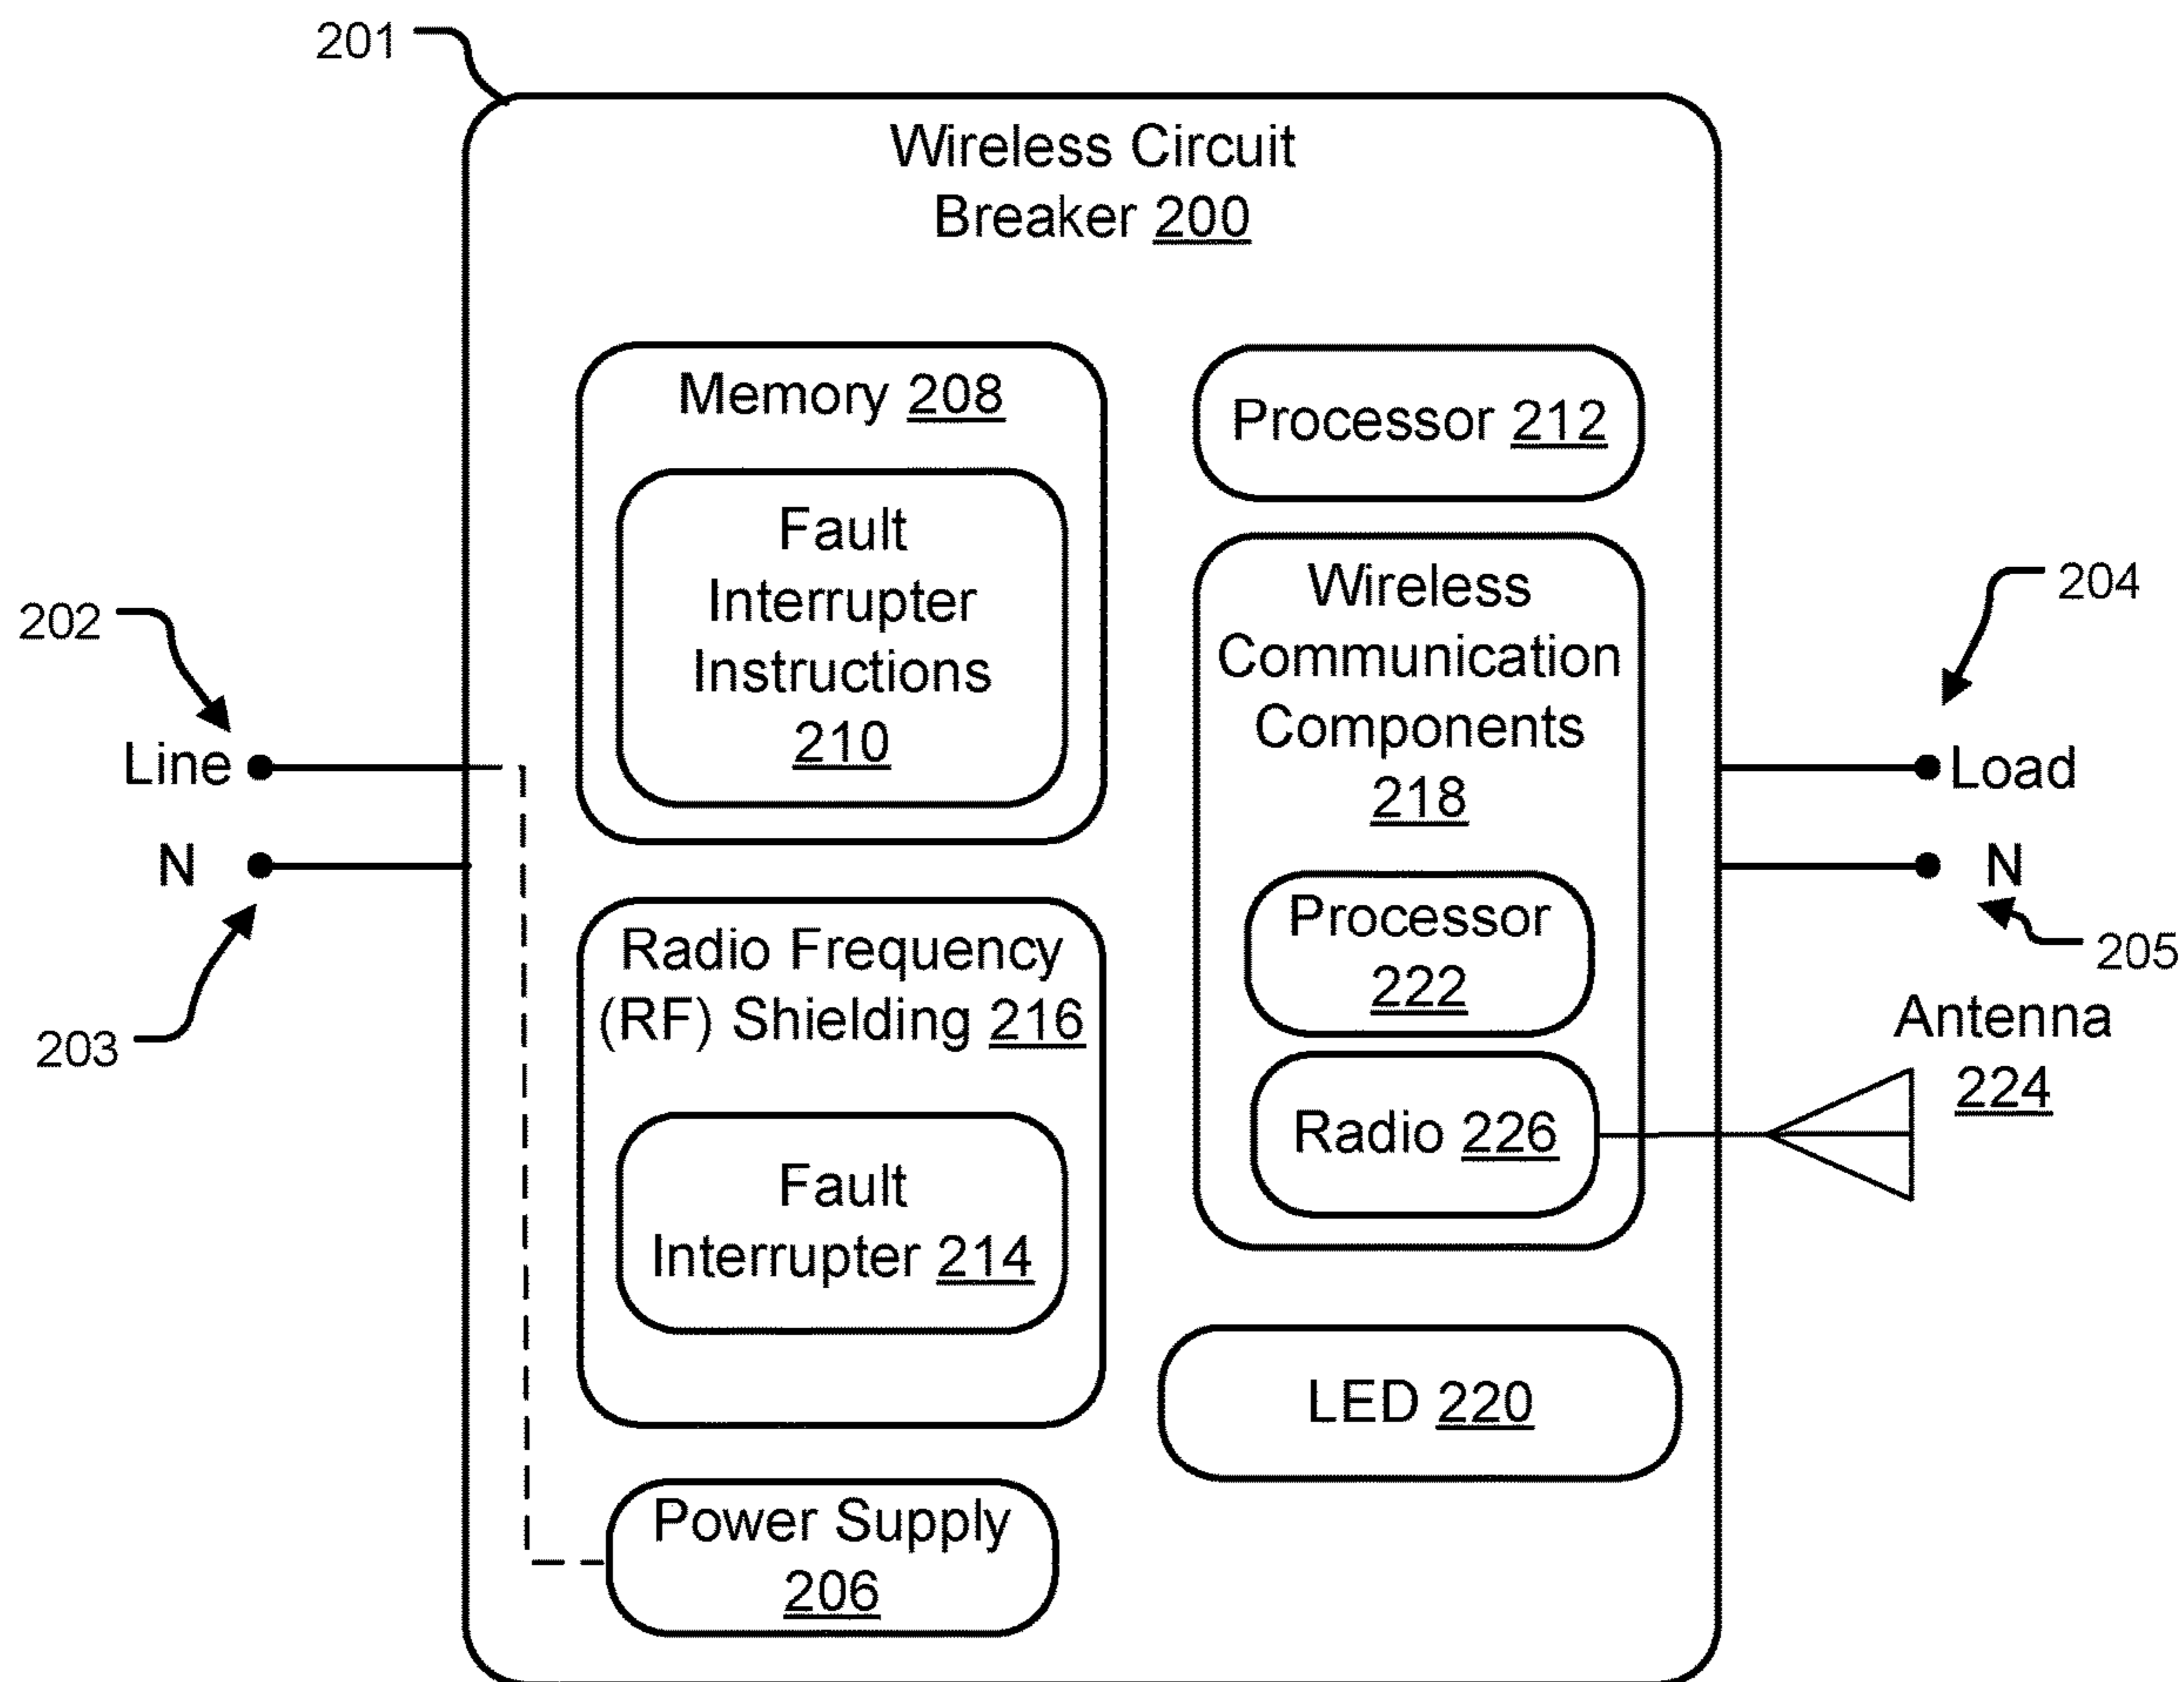 201
Wireless Circuit
Breaker 200
Memory 208
Fault
Interrupter
Instructions
210
Processor 212
Wireless
Communication
Components
218
Processor
222
Radio 226
202
Line
N
203
204
Load
N
205
Antenna
224
Radio Frequency
(RF) Shielding 216
Fault
Interrupter 214
LED 220
Power Supply
206